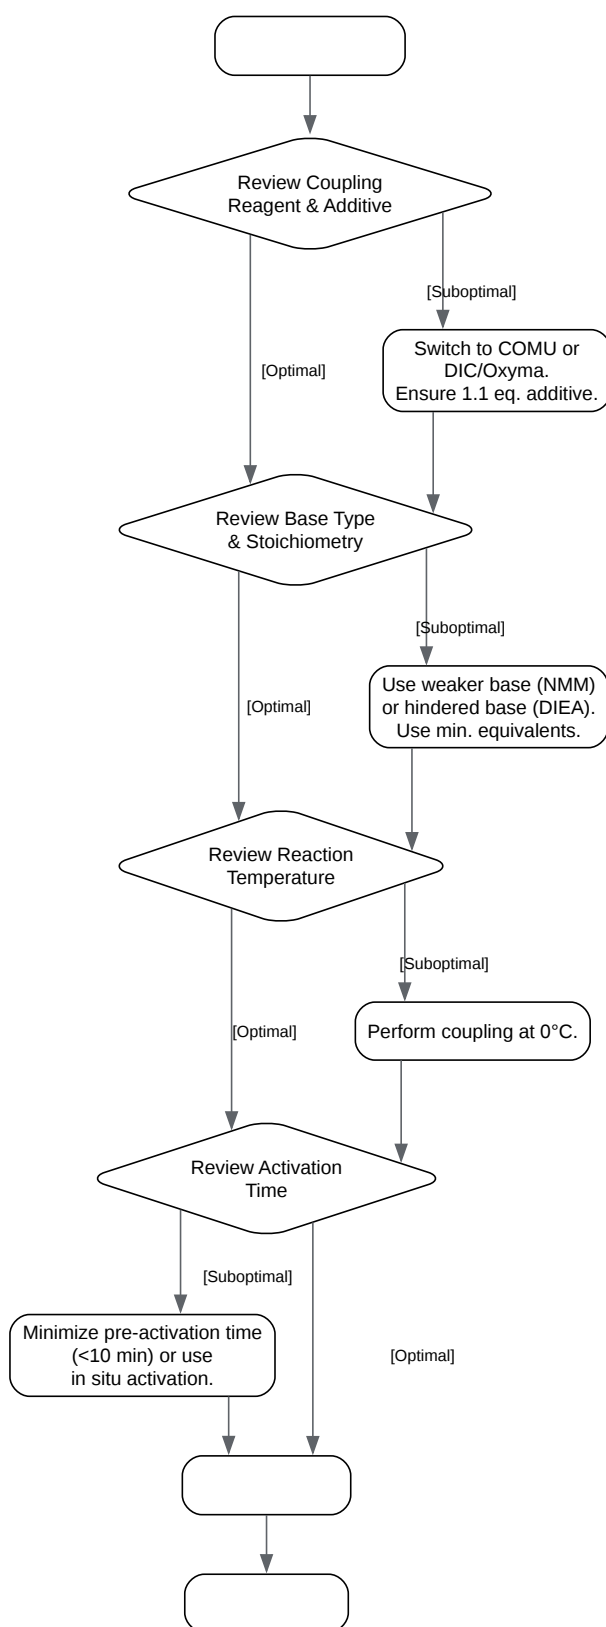 Review Coupling
Reagent & Additive
[Suboptimal]
[Optimal]
Switch to COMU or
DIC/Oxyma.
Ensure 1.1 eq. additive.
Review Base Type
& Stoichiometry
[Suboptimal]
[Optimal]
Use weaker base (NMM)
or hindered base (DIEA).
Use min. equivalents.
Review Reaction
Temperature
[Suboptimal]
[Optimal]
Perform coupling at 0°C.
Review Activation
Time
[Suboptimal]
Minimize pre-activation time
(<10 min) or use
in situ activation.
[Optimal]